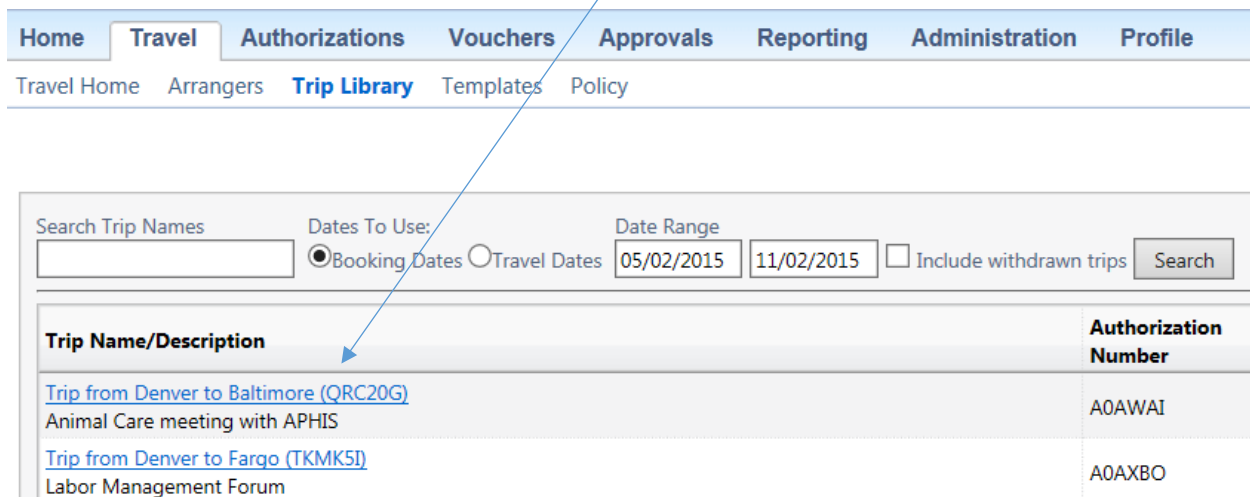 Home Travel Authorizations Vouchers Approvals Reporting Administration Profile
Travel Home Arrangers Trip Library Templates Policy
Search Trip Names Dates To Use: Date Range
Booking Dates Travel Dates 05/02/2015 11/02/2015 Include withdrawn trips Search
Trip Name/Description Authorization Number
Trip from Denver to Baltimore (QRC20G)
Animal Care meeting with APHIS A0AWAI
Trip from Denver to Fargo (TKMK5I)
Labor Management Forum A0AXBO